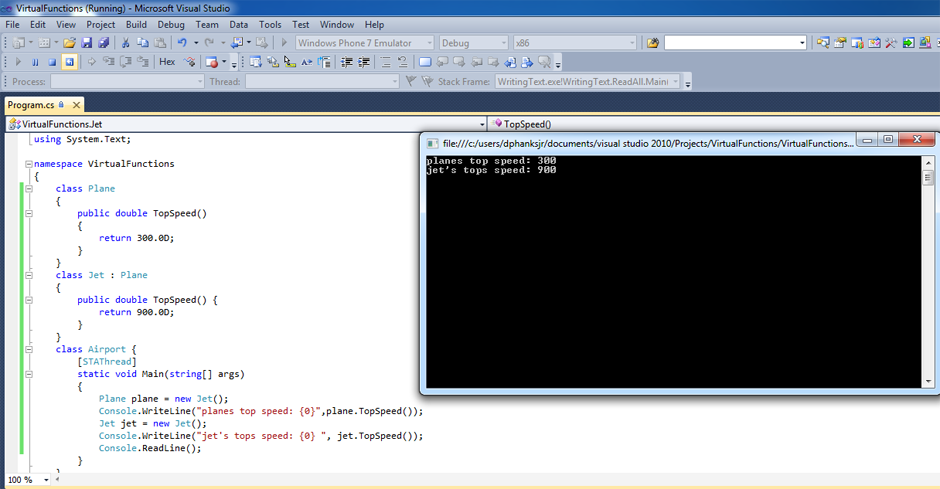 VirtualFunctions (Running) - Microsoft Visual Studio
File Edit View Project Build Debug Team Data Tools Test Window Help
Windows Phone 7 Emulator Debug x86
Hex
Process: Thread: Stack Frame: WritingText.exe!WritingText.ReadAll.Main(
Program.cs
VirtualFunctions.Jet TopSpeed()
using System.Text;
namespace VirtualFunctions
{
class Plane
{
public double TopSpeed()
{
return 300.0D;
}
}
class Jet : Plane
{
public double TopSpeed() {
return 900.0D;
}
}
class Airport {
[STAThread]
static void Main(string[] args)
{
Plane plane = new Jet();
Console.WriteLine("planes top speed: {0}",plane.TopSpeed());
Jet jet = new Jet();
Console.WriteLine("jet's tops speed: {0} ", jet.TopSpeed());
Console.ReadLine();
}
}
100 %
file:///c:/users/dphanksjr/documents/visual studio 2010/Projects/VirtualFunctions/VirtualFunctions...
planes top speed: 300
jet's tops speed: 900